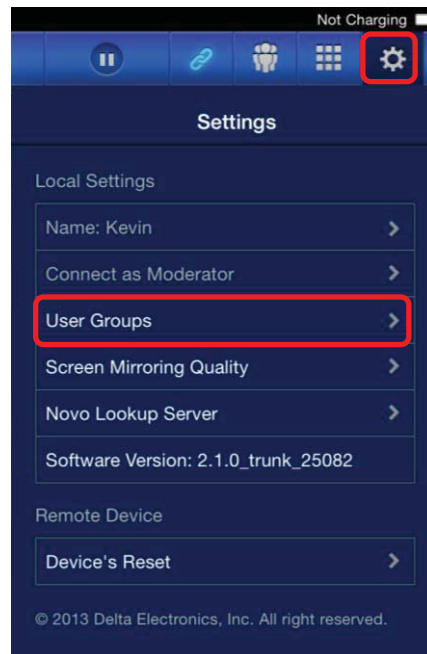 Not Charging
Settings
Local Settings
Name: Kevin
Connect as Moderator
User Groups
Screen Mirroring Quality
Novo Lookup Server
Software Version: 2.1.0_trunk_25082
Remote Device
Device's Reset
© 2013 Delta Electronics, Inc. All right reserved.